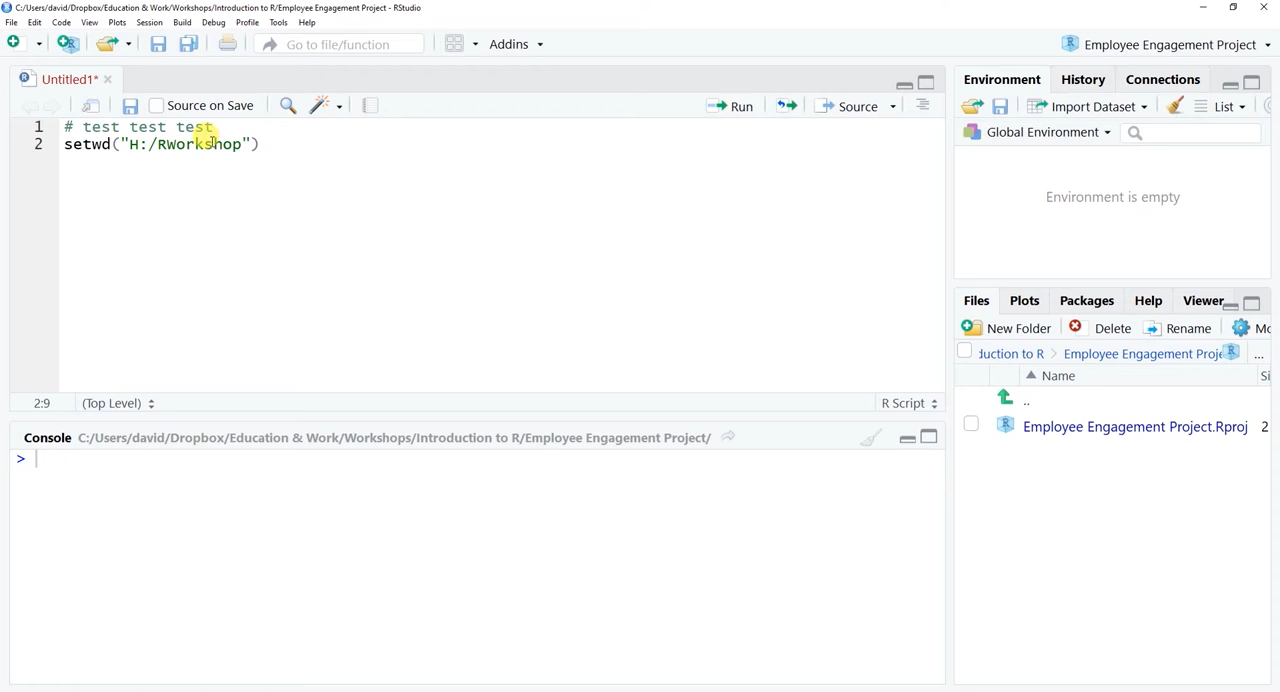 C:/Users/david/Dropbox/Education & Work/Workshops/Introduction to R/Employee Engagement Project - RStudio
File Edit Code View Plots Session Build Debug Profile Tools Help
Go to file/function Addins Employee Engagement Project
Untitled1*
Source on Save Run Source
1 # test test test
2 setwd("H:/RWorkshop")
2:9 (Top Level) R Script
Console C:/Users/david/Dropbox/Education & Work/Workshops/Introduction to R/Employee Engagement Project/
>
Environment History Connections
Import Dataset List
Global Environment
Environment is empty
Files Plots Packages Help Viewer
New Folder Delete Rename Mo
duction to R > Employee Engagement Proje ...
Name Si
..
Employee Engagement Project.Rproj 2